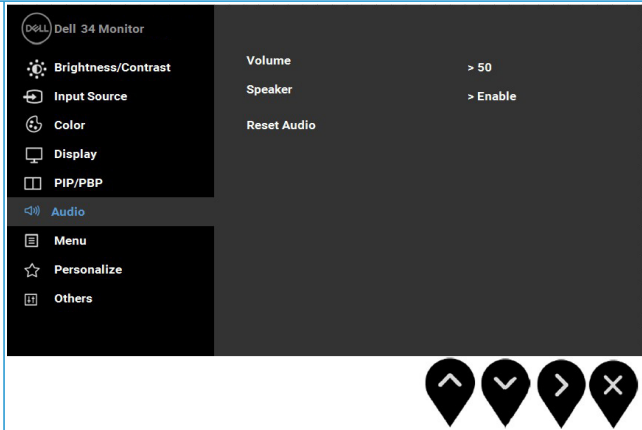 DELL Dell 34 Monitor
Brightness/Contrast
Input Source
Color
Display
PIP/PBP
Audio
Menu
Personalize
Others
Volume > 50
Speaker > Enable
Reset Audio